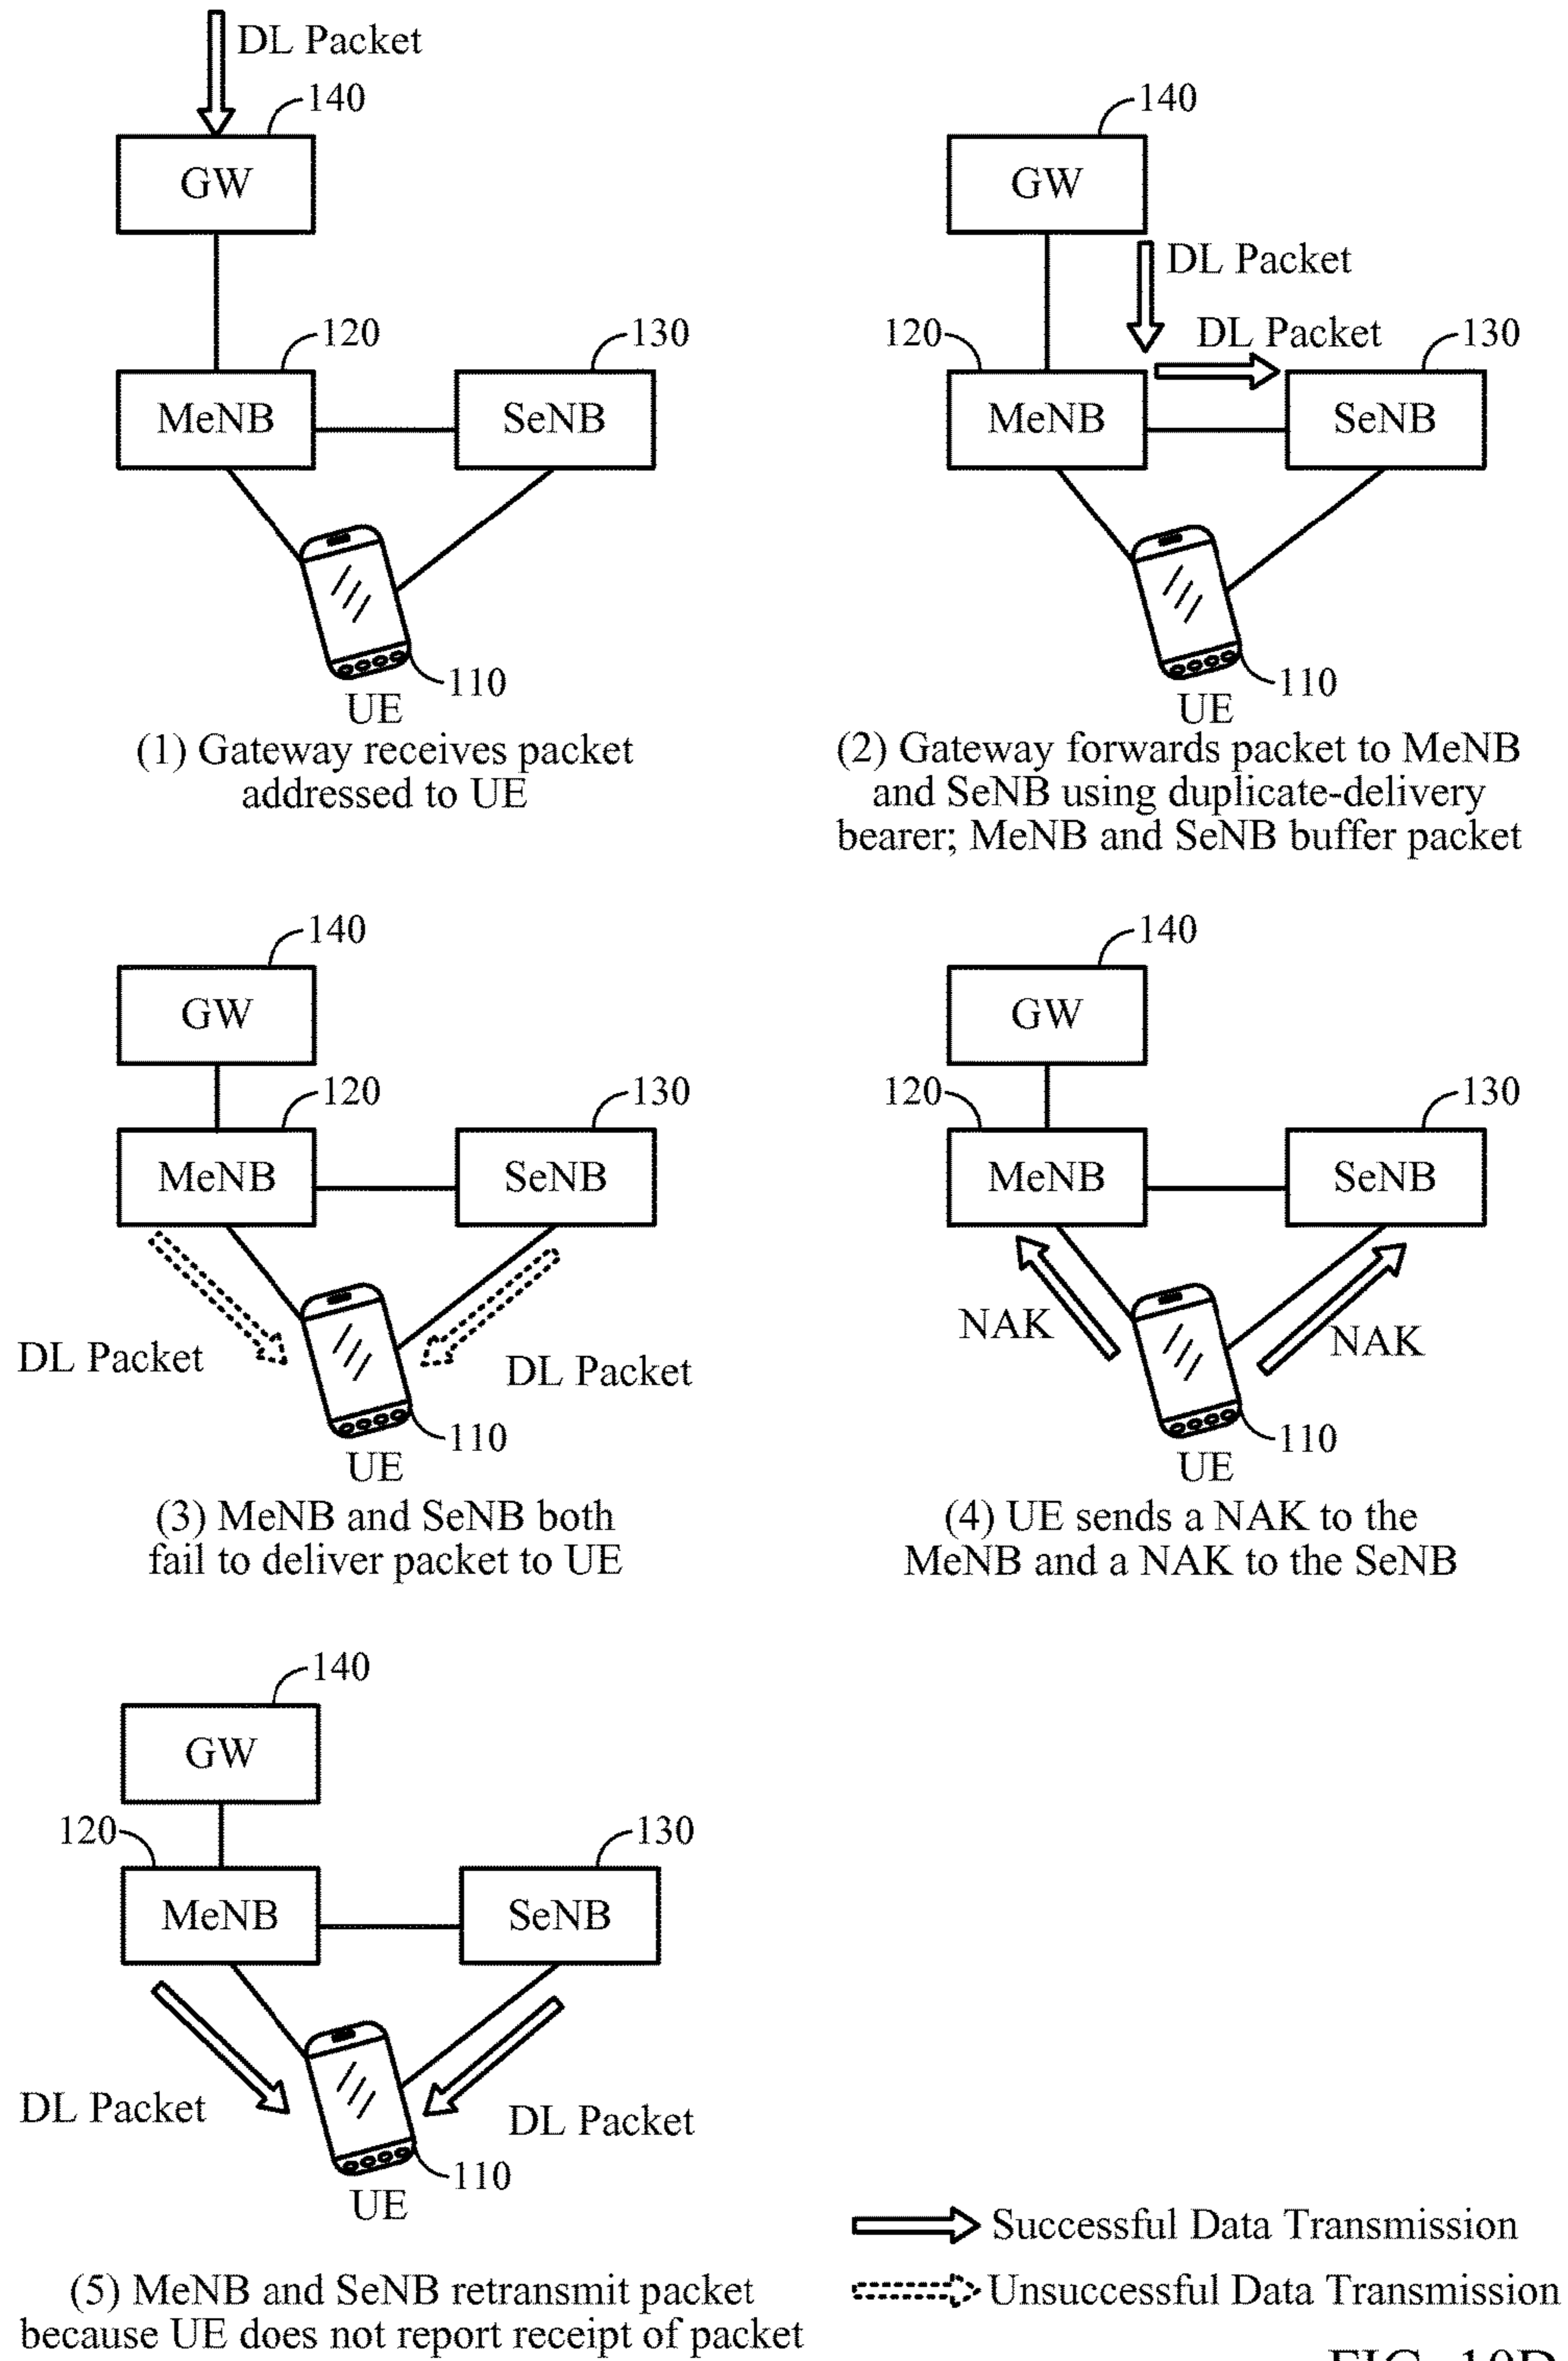 DL Packet
140
GW
120
130
MeNB
SeNB
110
UE
(1) Gateway receives packet
addressed to UE
140
GW
DL Packet
120
DL Packet
130
MeNB
SeNB
110
UE
(2) Gateway forwards packet to MeNB
and SeNB using duplicate-delivery
bearer; MeNB and SeNB buffer packet
140
GW
120
130
MeNB
SeNB
DL Packet
DL Packet
110
UE
(3) MeNB and SeNB both
fail to deliver packet to UE
140
GW
120
130
MeNB
SeNB
NAK
NAK
110
UE
(4) UE sends a NAK to the
MeNB and a NAK to the SeNB
140
GW
120
130
MeNB
SeNB
DL Packet
DL Packet
110
UE
(5) MeNB and SeNB retransmit packet
because UE does not report receipt of packet
Successful Data Transmission
Unsuccessful Data Transmission